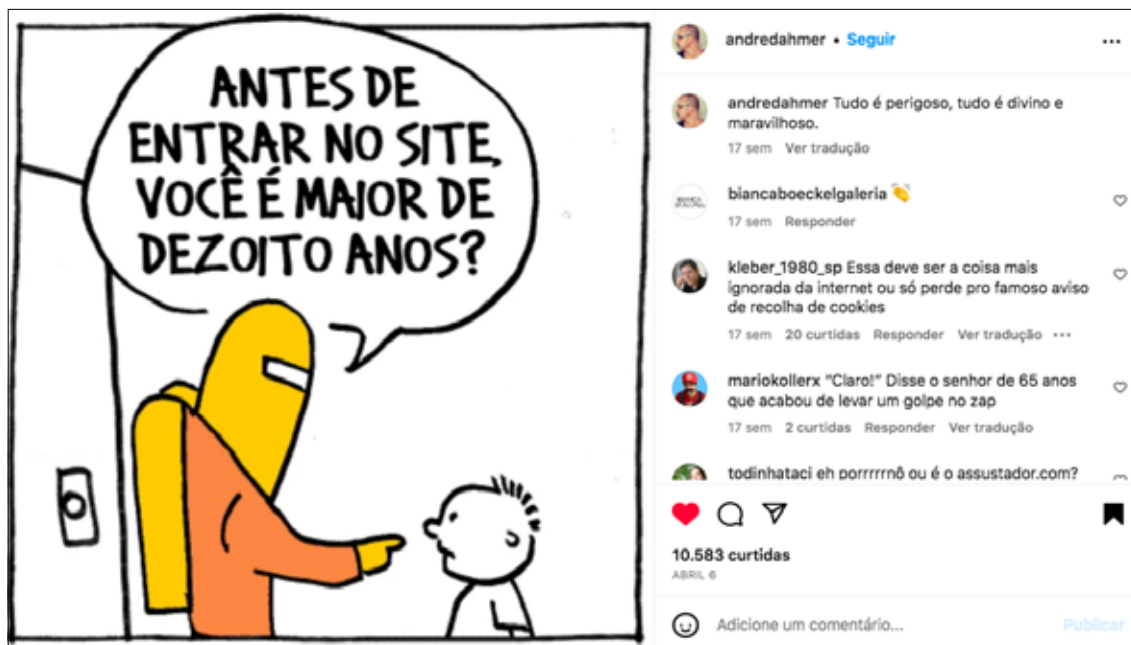 ANTES DE
ENTRAR NO SITE,
VOCÊ É MAIOR DE
DEZOITO ANOS?
andredahmer • Seguir
andredahmer Tudo é perigoso, tudo é divino e
maravilhoso.
17 sem Ver tradução
biancaboeckelgaleria 👏
17 sem Responder
kleber_1980_sp Essa deve ser a coisa mais
ignorada da internet ou só perde pro famoso aviso
de recolha de cookies
17 sem 20 curtidas Responder Ver tradução •••
mariokollerx “Claro!” Disse o senhor de 65 anos
que acabou de levar um golpe no zap
17 sem 2 curtidas Responder Ver tradução
todinhataci eh porrrrrnô ou é o assustador.com?
10.583 curtidas
ABRIL 6
Adicione um comentário... Publicar